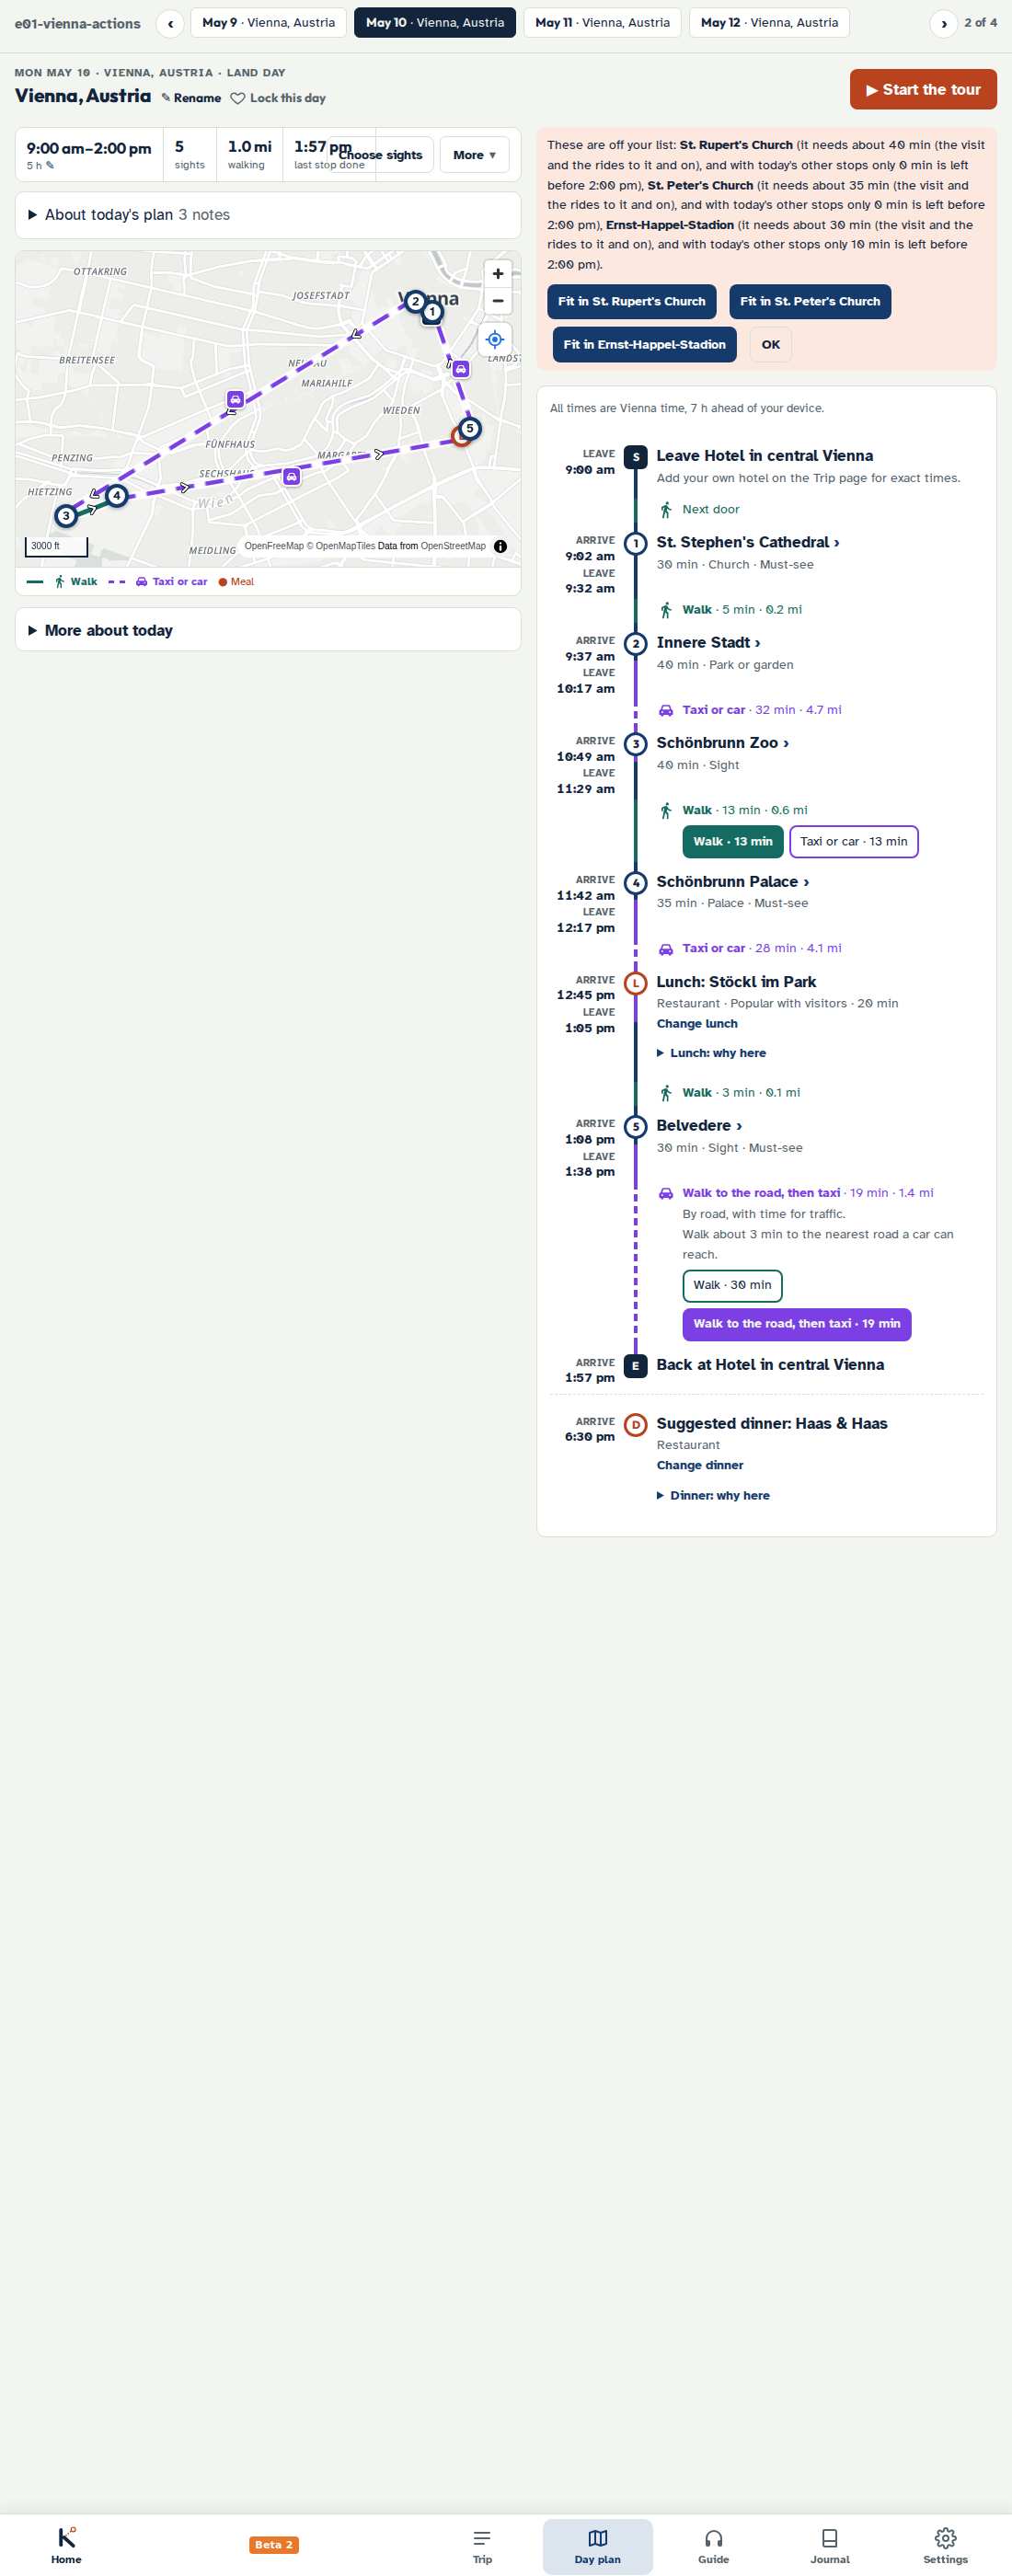 e01-vienna-actions
‹
May 9 · Vienna, Austria
May 10 · Vienna, Austria
May 11 · Vienna, Austria
May 12 · Vienna, Austria
›
2 of 4
MON MAY 10 · VIENNA, AUSTRIA · LAND DAY
Vienna, Austria
✎ Rename
Lock this day
▶ Start the tour
9:00 am–2:00 pm
5 h ✎
5
sights
1.0 mi
walking
1:57 pm
last stop done
Choose sights
More ▼
▶ About today's plan 3 notes
OTTAKRING
JOSEFSTADT
BREITENSEE
MARIAHILF
WIEDEN
PENZING
FÜNFHAUS
SECHSHAUS
HIETZING
Wien
MEIDLING
2
1
5
4
3
+
−
3000 ft
OpenFreeMap © OpenMapTiles Data from OpenStreetMap
Walk
Taxi or car
Meal
▶ More about today
These are off your list: St. Rupert's Church (it needs about 40 min (the visit
and the rides to it and on), and with today's other stops only 0 min is left
before 2:00 pm), St. Peter's Church (it needs about 35 min (the visit and
the rides to it and on), and with today's other stops only 0 min is left before
2:00 pm), Ernst-Happel-Stadion (it needs about 30 min (the visit and the
rides to it and on), and with today's other stops only 10 min is left before
2:00 pm).
Fit in St. Rupert's Church
Fit in St. Peter's Church
Fit in Ernst-Happel-Stadion
OK
All times are Vienna time, 7 h ahead of your device.
LEAVE
9:00 am
S
Leave Hotel in central Vienna
Add your own hotel on the Trip page for exact times.
Next door
ARRIVE
9:02 am
LEAVE
9:32 am
1
St. Stephen's Cathedral ›
30 min · Church · Must-see
Walk · 5 min · 0.2 mi
ARRIVE
9:37 am
LEAVE
10:17 am
2
Innere Stadt ›
40 min · Park or garden
Taxi or car · 32 min · 4.7 mi
ARRIVE
10:49 am
LEAVE
11:29 am
3
Schönbrunn Zoo ›
40 min · Sight
Walk · 13 min · 0.6 mi
Walk · 13 min
Taxi or car · 13 min
ARRIVE
11:42 am
LEAVE
12:17 pm
4
Schönbrunn Palace ›
35 min · Palace · Must-see
Taxi or car · 28 min · 4.1 mi
ARRIVE
12:45 pm
LEAVE
1:05 pm
L
Lunch: Stöckl im Park
Restaurant · Popular with visitors · 20 min
Change lunch
▶ Lunch: why here
Walk · 3 min · 0.1 mi
ARRIVE
1:08 pm
LEAVE
1:38 pm
5
Belvedere ›
30 min · Sight · Must-see
Walk to the road, then taxi · 19 min · 1.4 mi
By road, with time for traffic.
Walk about 3 min to the nearest road a car can
reach.
Walk · 30 min
Walk to the road, then taxi · 19 min
ARRIVE
1:57 pm
E
Back at Hotel in central Vienna
ARRIVE
6:30 pm
D
Suggested dinner: Haas & Haas
Restaurant
Change dinner
▶ Dinner: why here
Home
Beta 2
Trip
Day plan
Guide
Journal
Settings